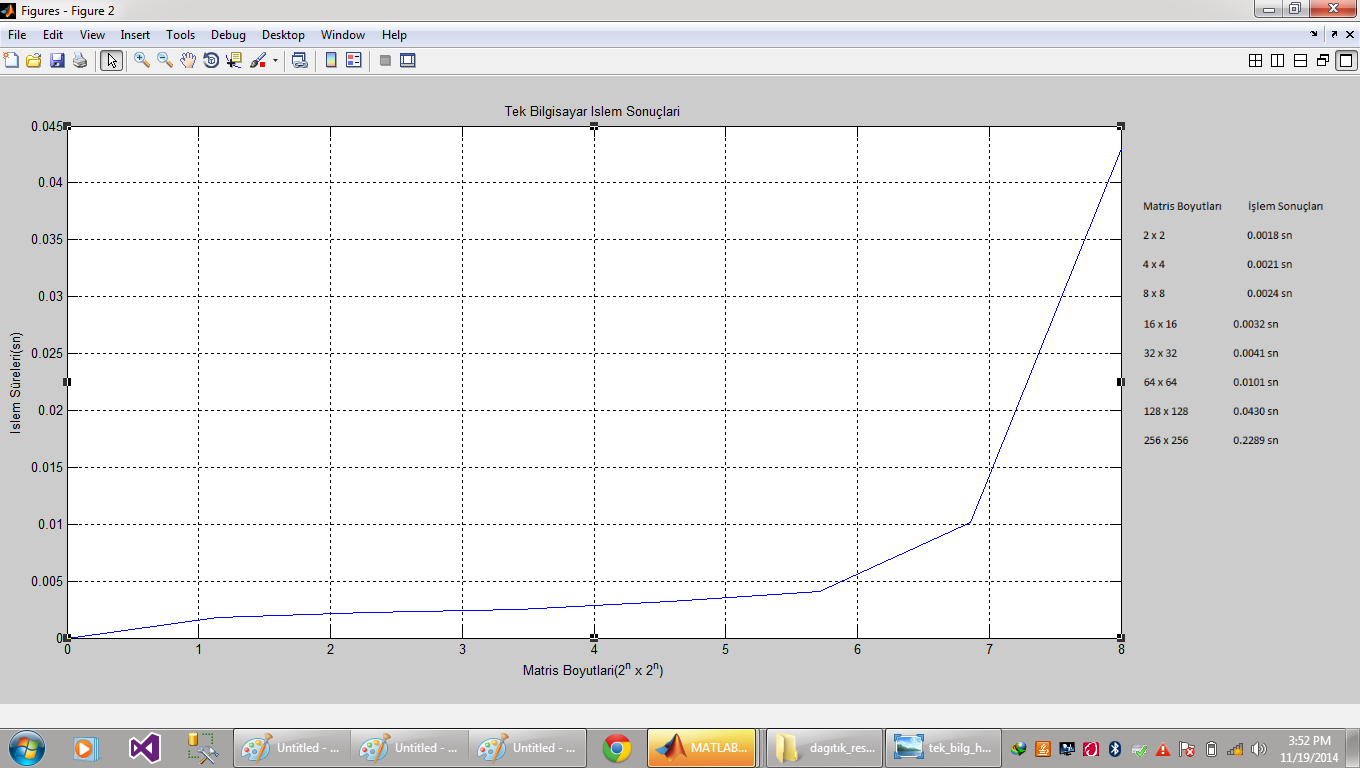 Figures - Figure 2
File Edit View Insert Tools Debug Desktop Window Help
Tek Bilgisayar Islem Sonuçlari
0.045
0.04
0.035
0.03
0.025
0.02
0.015
0.01
0.005
0
Islem Süreleri(sn)
0 1 2 3 4 5 6 7 8
Matris Boyutlari(2^n x 2^n)
Matris Boyutları İşlem Sonuçları
2 x 2 0.0018 sn
4 x 4 0.0021 sn
8 x 8 0.0024 sn
16 x 16 0.0032 sn
32 x 32 0.0041 sn
64 x 64 0.0101 sn
128 x 128 0.0430 sn
256 x 256 0.2289 sn
Untitled - ... Untitled - ... Untitled - ... MATLAB... dagıtık_res... tek_bilg_h...
3:52 PM
11/19/2014